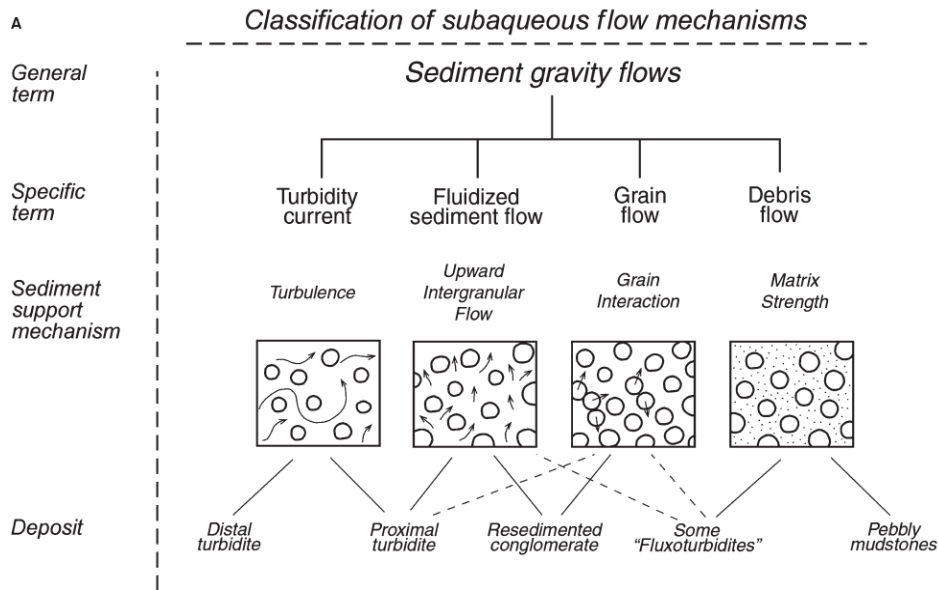 A
Classification of subaqueous flow mechanisms
General
term
Sediment gravity flows
Specific
term
Turbidity
current
Fluidized
sediment flow
Grain
flow
Debris
flow
Sediment
support
mechanism
Turbulence
Upward
Intergranular
Flow
Grain
Interaction
Matrix
Strength
Deposit
Distal
turbidite
Proximal
turbidite
Resedimented
conglomerate
Some
“Fluxoturbidites”
Pebbly
mudstones